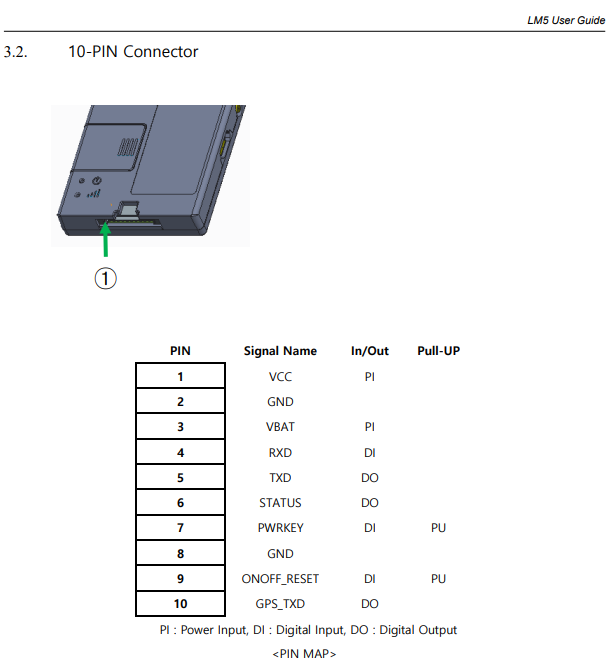 LM5 User Guide
3.2. 10-PIN Connector
①
PIN Signal Name In/Out Pull-UP
1 VCC PI
2 GND
3 VBAT PI
4 RXD DI
5 TXD DO
6 STATUS DO
7 PWRKEY DI PU
8 GND
9 ONOFF_RESET DI PU
10 GPS_TXD DO
PI : Power Input, DI : Digital Input, DO : Digital Output
<PIN MAP>